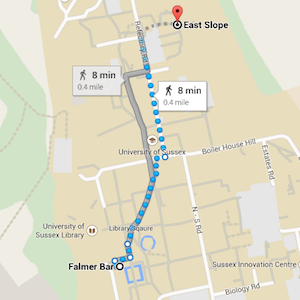 East Slope
8 min
0.4 mile
8 min
0.4 mile
University of Sussex
Boiler House Hill
Estates Rd
N - S Rd
University of
Sussex Library
Library Square
Falmer Bar
Sussex Innovation Centre
Biology Rd